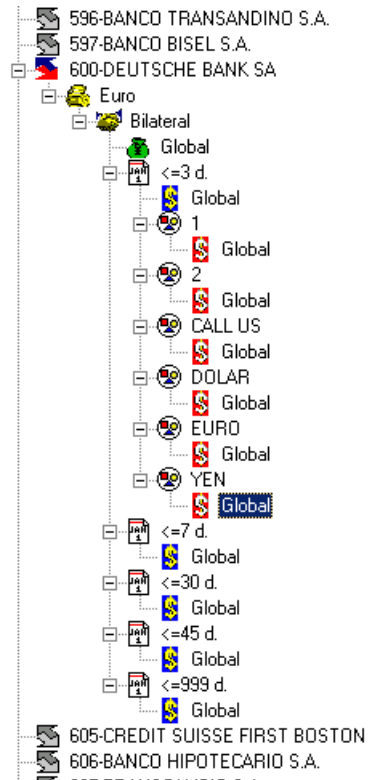 596-BANCO TRANSANDINO S.A.
597-BANCO BISEL S.A.
600-DEUTSCHE BANK SA
Euro
Bilateral
Global
<=3 d.
Global
1
Global
2
Global
CALL US
Global
DOLAR
Global
EURO
Global
YEN
Global
<=7 d.
Global
<=30 d.
Global
<=45 d.
Global
<=999 d.
Global
605-CREDIT SUISSE FIRST BOSTON
606-BANCO HIPOTECARIO S.A.